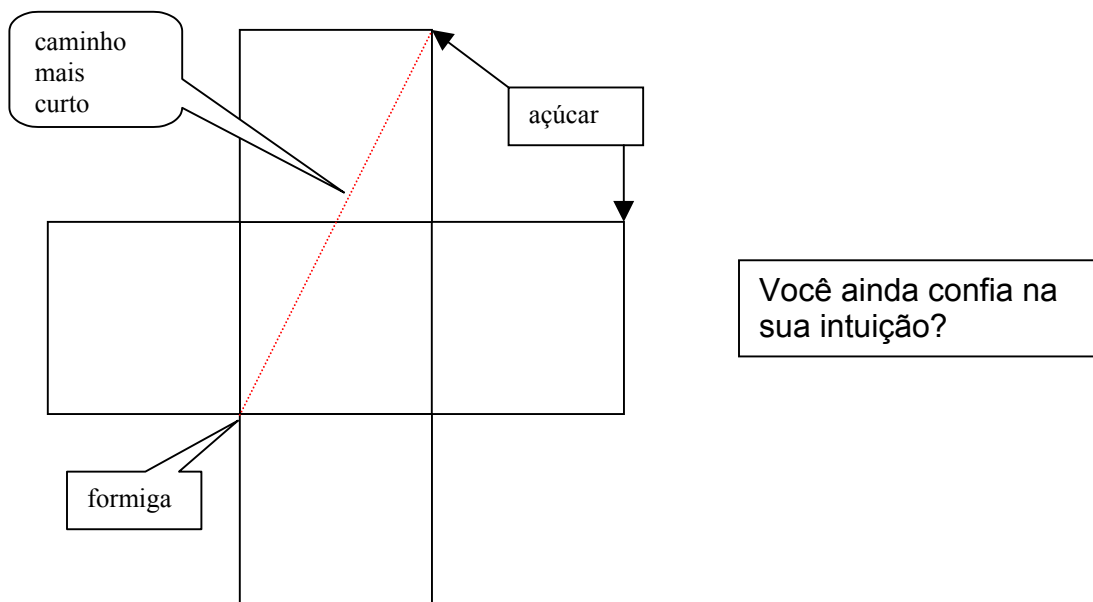 caminho
mais
curto
açúcar
Você ainda confia na
sua intuição?
formiga